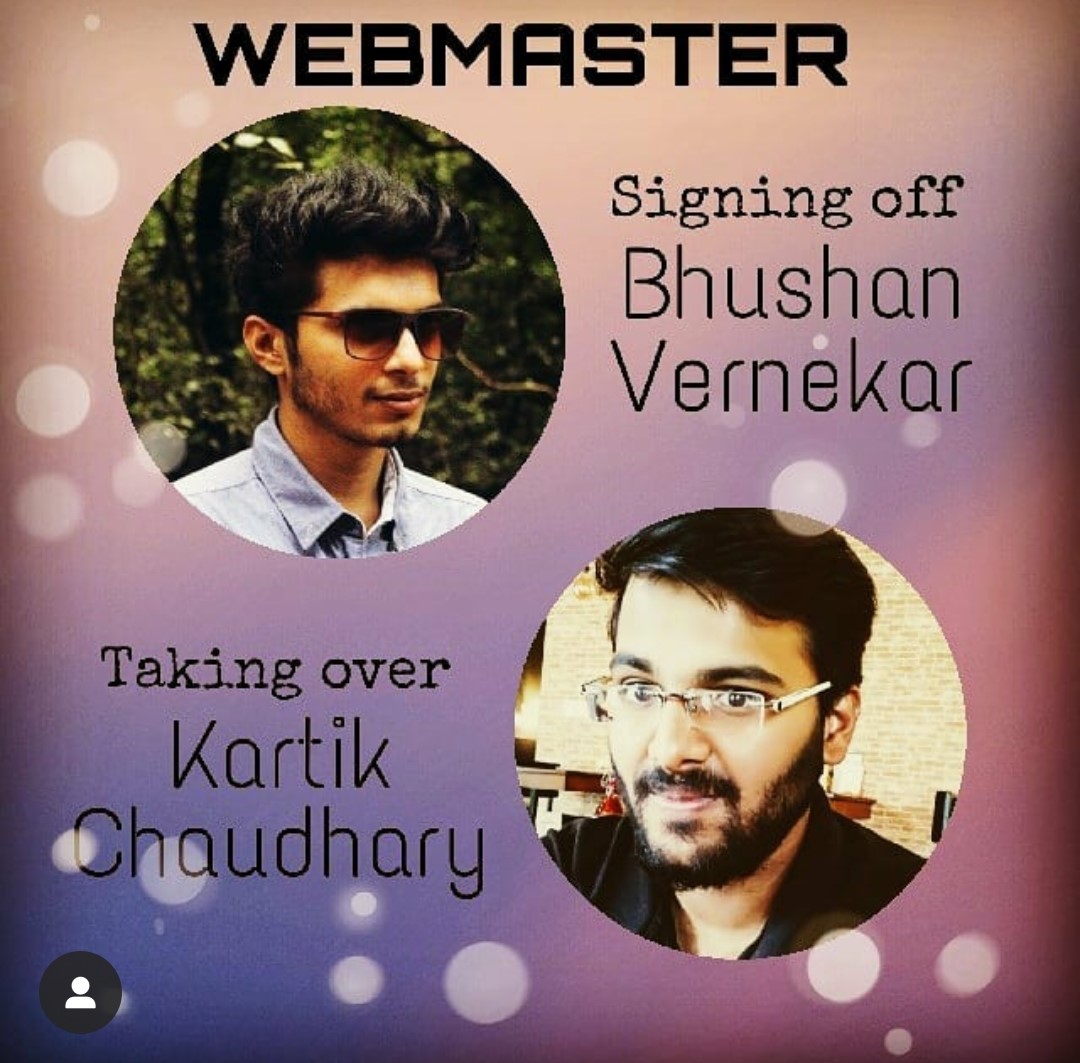 WEBMASTER
Signing off
Bhushan
Vernekar
Taking over
Kartik
Chaudhary